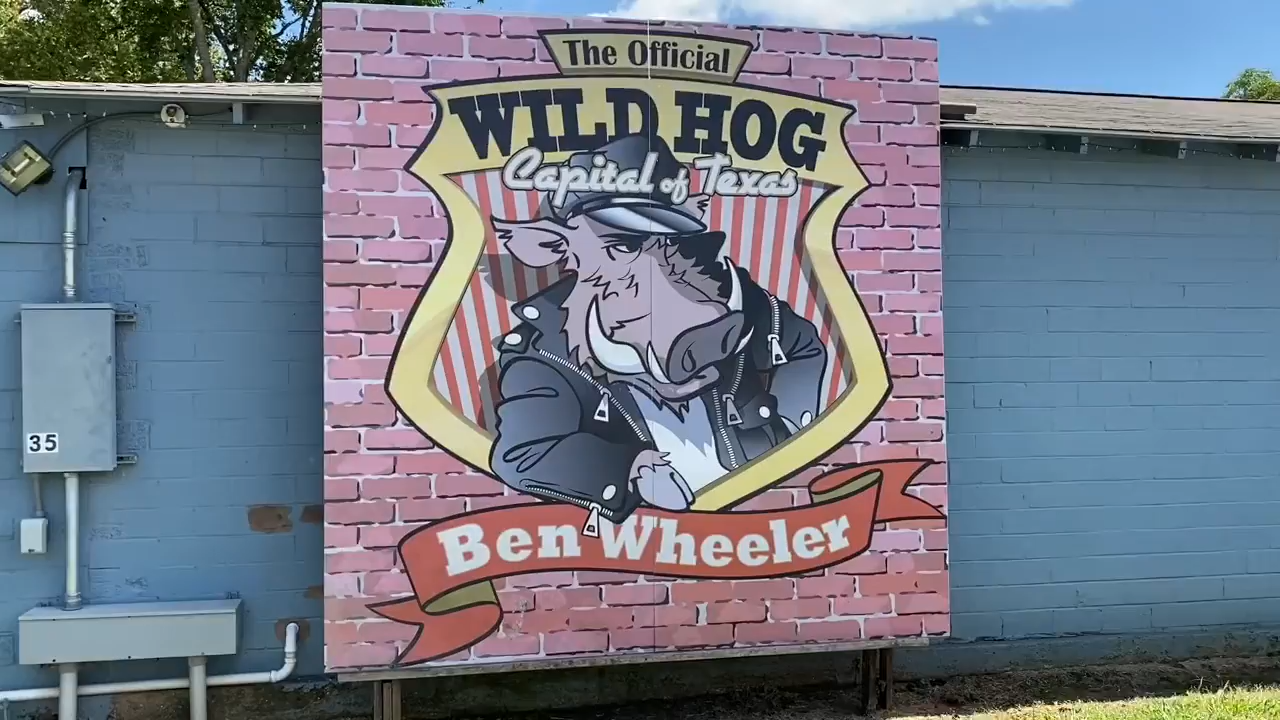 The Official
WILD HOG
Capital of Texas
35
Ben Wheeler